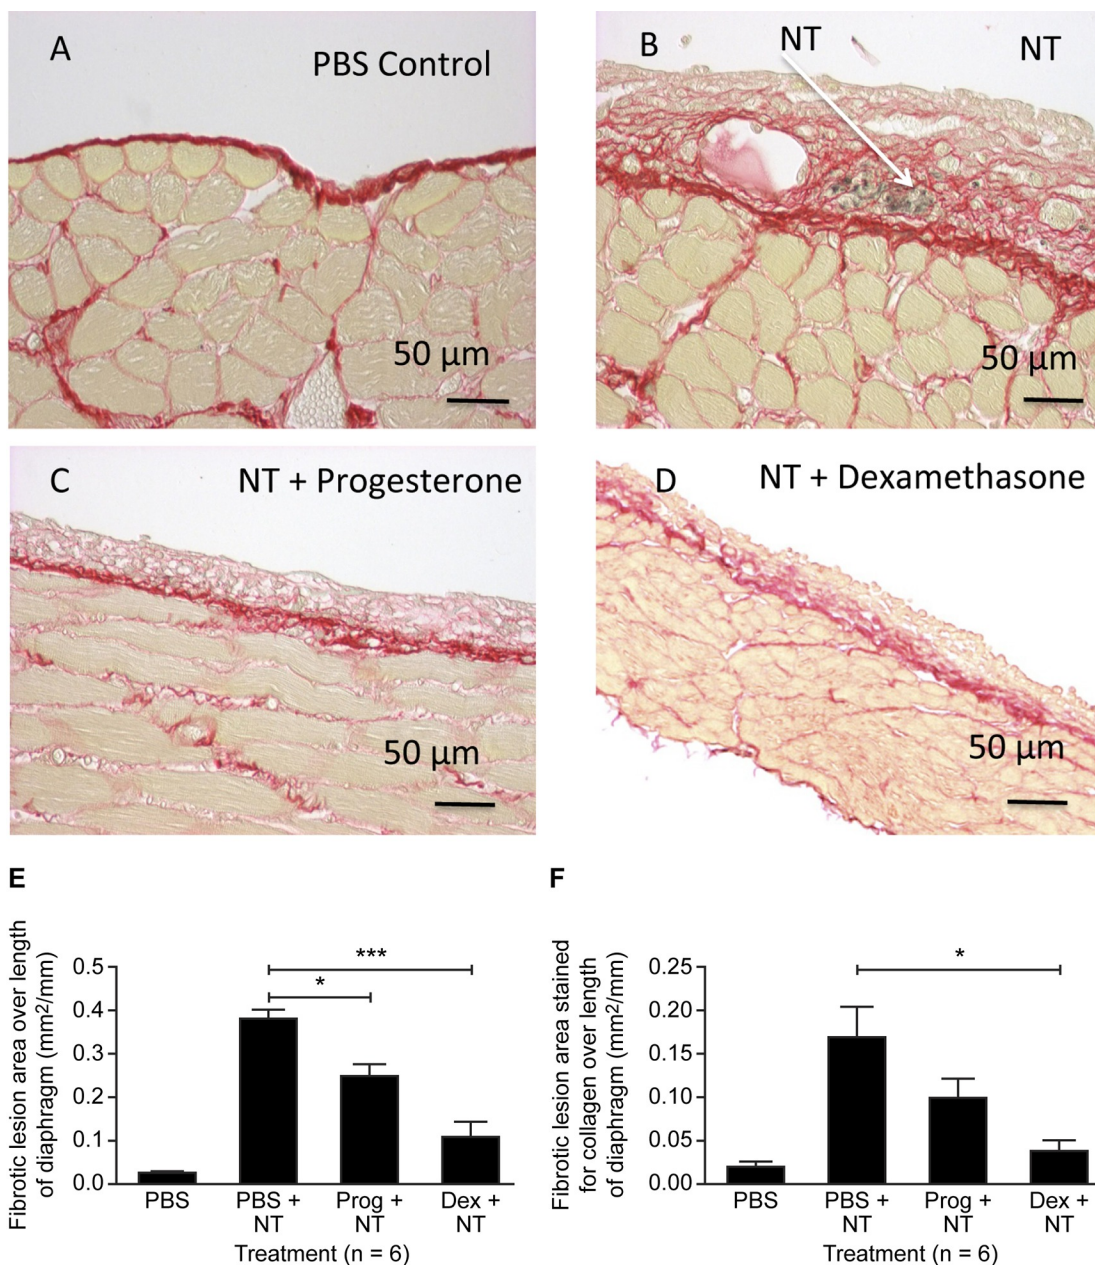 A
PBS Control
50 µm
B
NT
NT
50 µm
C
NT + Progesterone
50 µm
D
NT + Dexamethasone
50 µm
E
Fibrotic lesion area over length
of diaphragm (mm2/mm)
0.5
0.4
0.3
0.2
0.1
0.0
***
*
PBS
PBS +
NT
Prog +
NT
Dex +
NT
Treatment (n = 6)
F
Fibrotic lesion area stained
for collagen over length
of diaphragm (mm2/mm)
0.25
0.20
0.15
0.10
0.05
0.00
*
PBS
PBS +
NT
Prog +
NT
Dex +
NT
Treatment (n = 6)